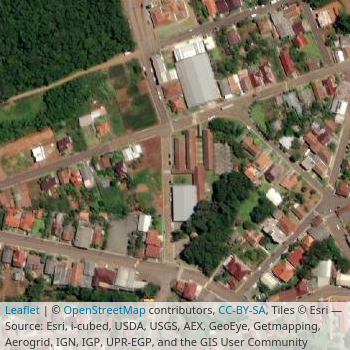 Leaflet | © OpenStreetMap contributors, CC-BY-SA, Tiles © Esri —
Source: Esri, i-cubed, USDA, USGS, AEX, GeoEye, Getmapping,
Aerogrid, IGN, IGP, UPR-EGP, and the GIS User Community